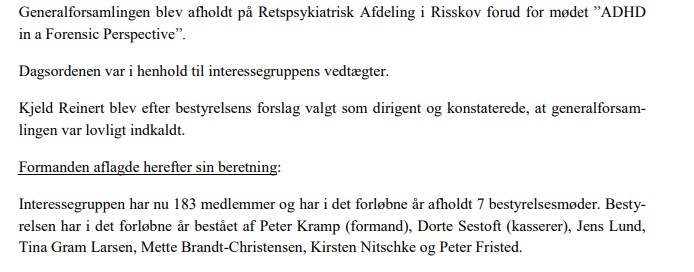 Generalforsamlingen blev afholdt på Retspsykiatrisk Afdeling i Risskov forud for mødet ”ADHD
in a Forensic Perspective”.
Dagsordenen var i henhold til interessegruppens vedtægter.
Kjeld Reinert blev efter bestyrelsens forslag valgt som dirigent og konstaterede, at generalforsam-
lingen var lovligt indkaldt.
Formanden aflagde herefter sin beretning:
Interessegruppen har nu 183 medlemmer og har i det forløbne år afholdt 7 bestyrelsesmøder. Besty-
relsen har i det forløbne år bestået af Peter Kramp (formand), Dorte Sestoft (kasserer), Jens Lund,
Tina Gram Larsen, Mette Brandt-Christensen, Kirsten Nitschke og Peter Fristed.